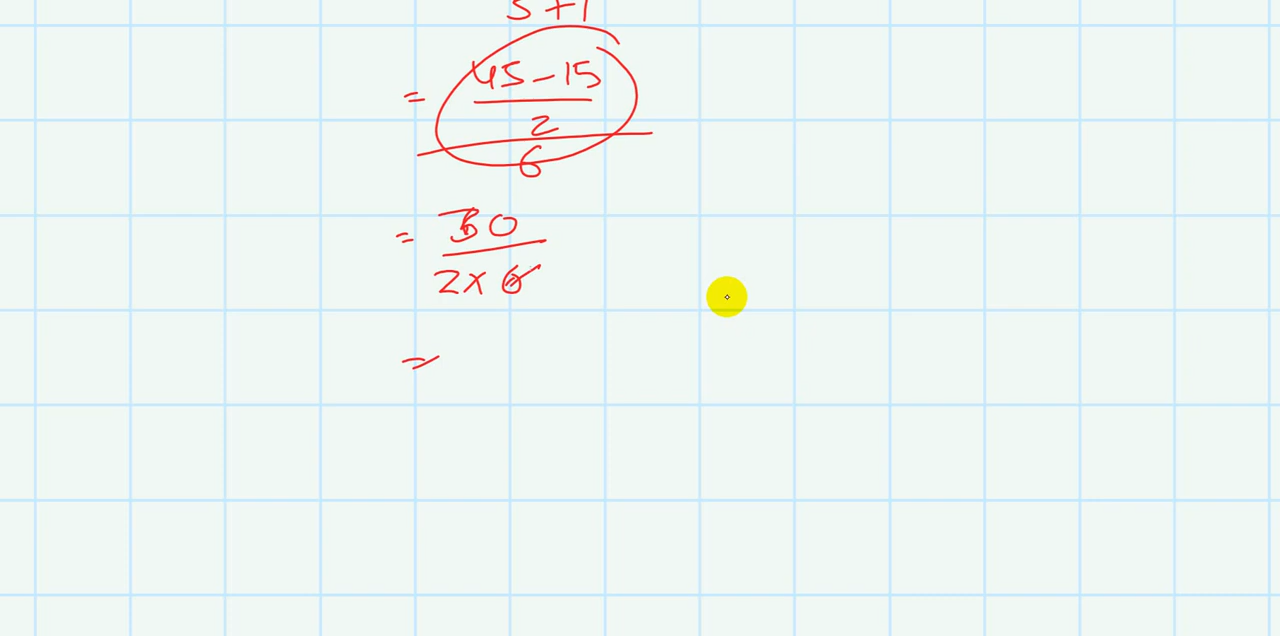 5 + 1
= 45 - 15
2
6
= 30
2 x 6
=